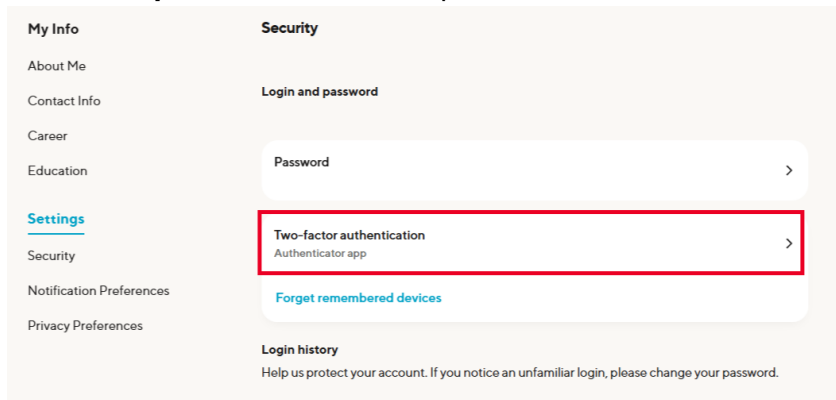 My Info
About Me
Contact Info
Career
Education
Settings
Security
Notification Preferences
Privacy Preferences
Security
Login and password
Password
Two-factor authentication
Authenticator app
Forget remembered devices
Login history
Help us protect your account. If you notice an unfamiliar login, please change your password.